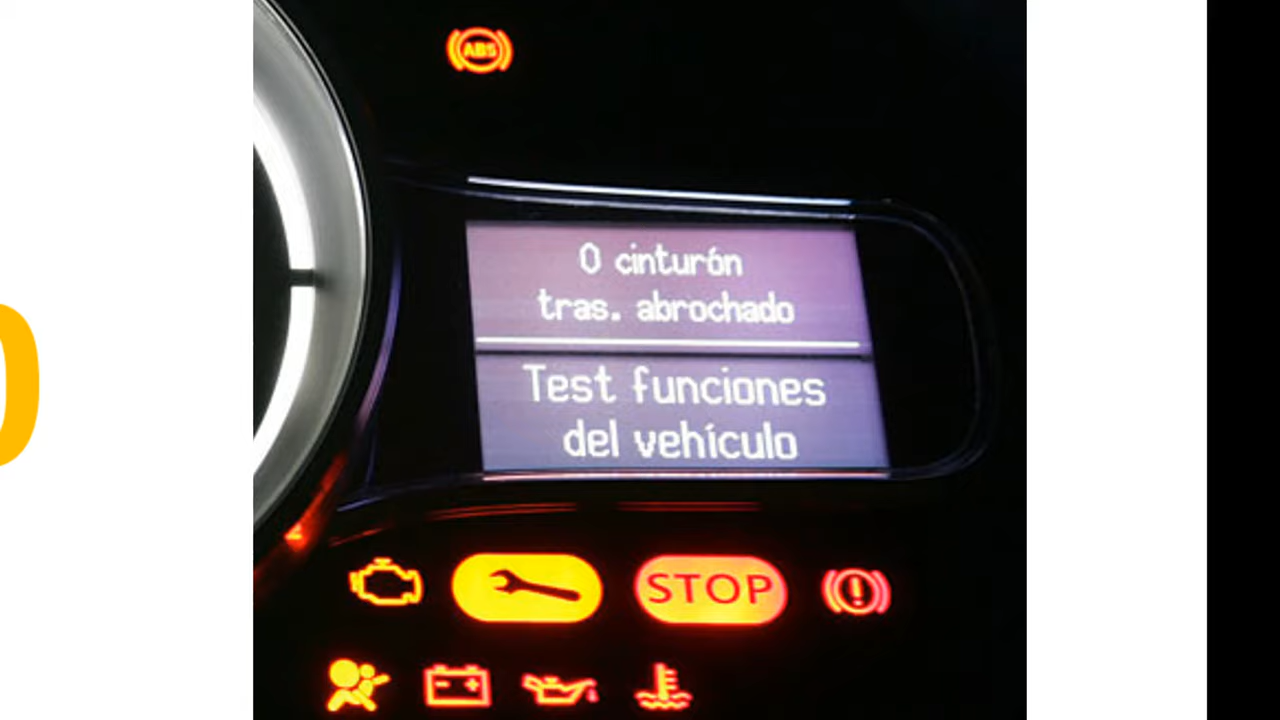 ABS
0 cinturón
tras. abrochado
Test funciones
del vehículo
STOP